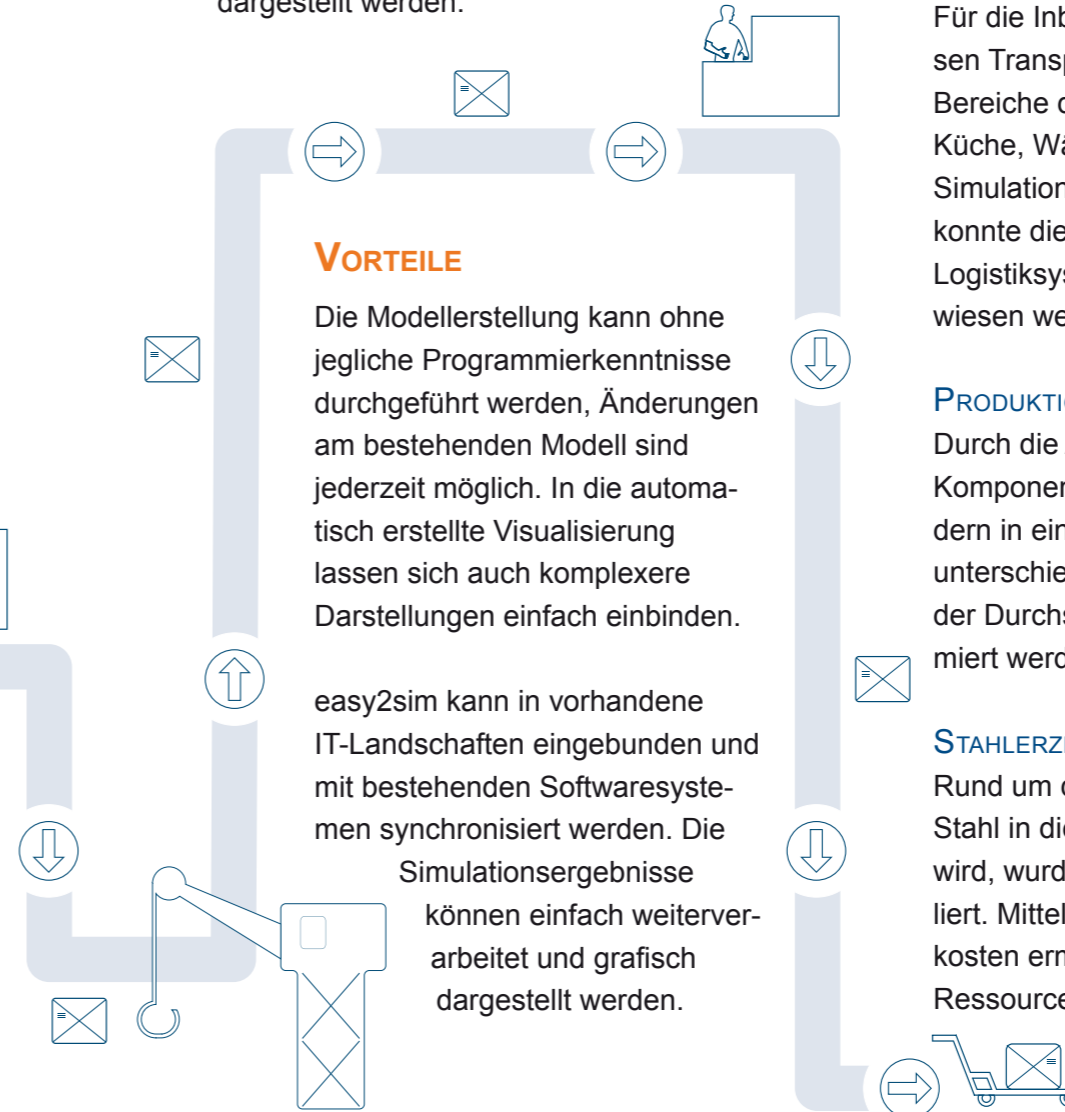 dargestellt werden.
VORTEILE
Die Modellerstellung kann ohne
jegliche Programmierkenntnisse
durchgeführt werden, Änderungen
am bestehenden Modell sind
jederzeit möglich. In die automa-
tisch erstellte Visualisierung
lassen sich auch komplexere
Darstellungen einfach einbinden.
easy2sim kann in vorhandene
IT-Landschaften eingebunden und
mit bestehenden Softwaresyste-
men synchronisiert werden. Die
Simulationsergebnisse
können einfach weiterver-
arbeitet und grafisch
dargestellt werden.
Für die Inb
sen Transp
Bereiche
Küche, Wä
Simulation
konnte die
Logistiksys
wiesen we
PRODUKTI
Durch die
Kompone
dern in ein
unterschie
der Durchs
miert werd
STAHLERZ
Rund um
Stahl in die
wird, wurd
liert. Mittel
kosten ern
Ressource